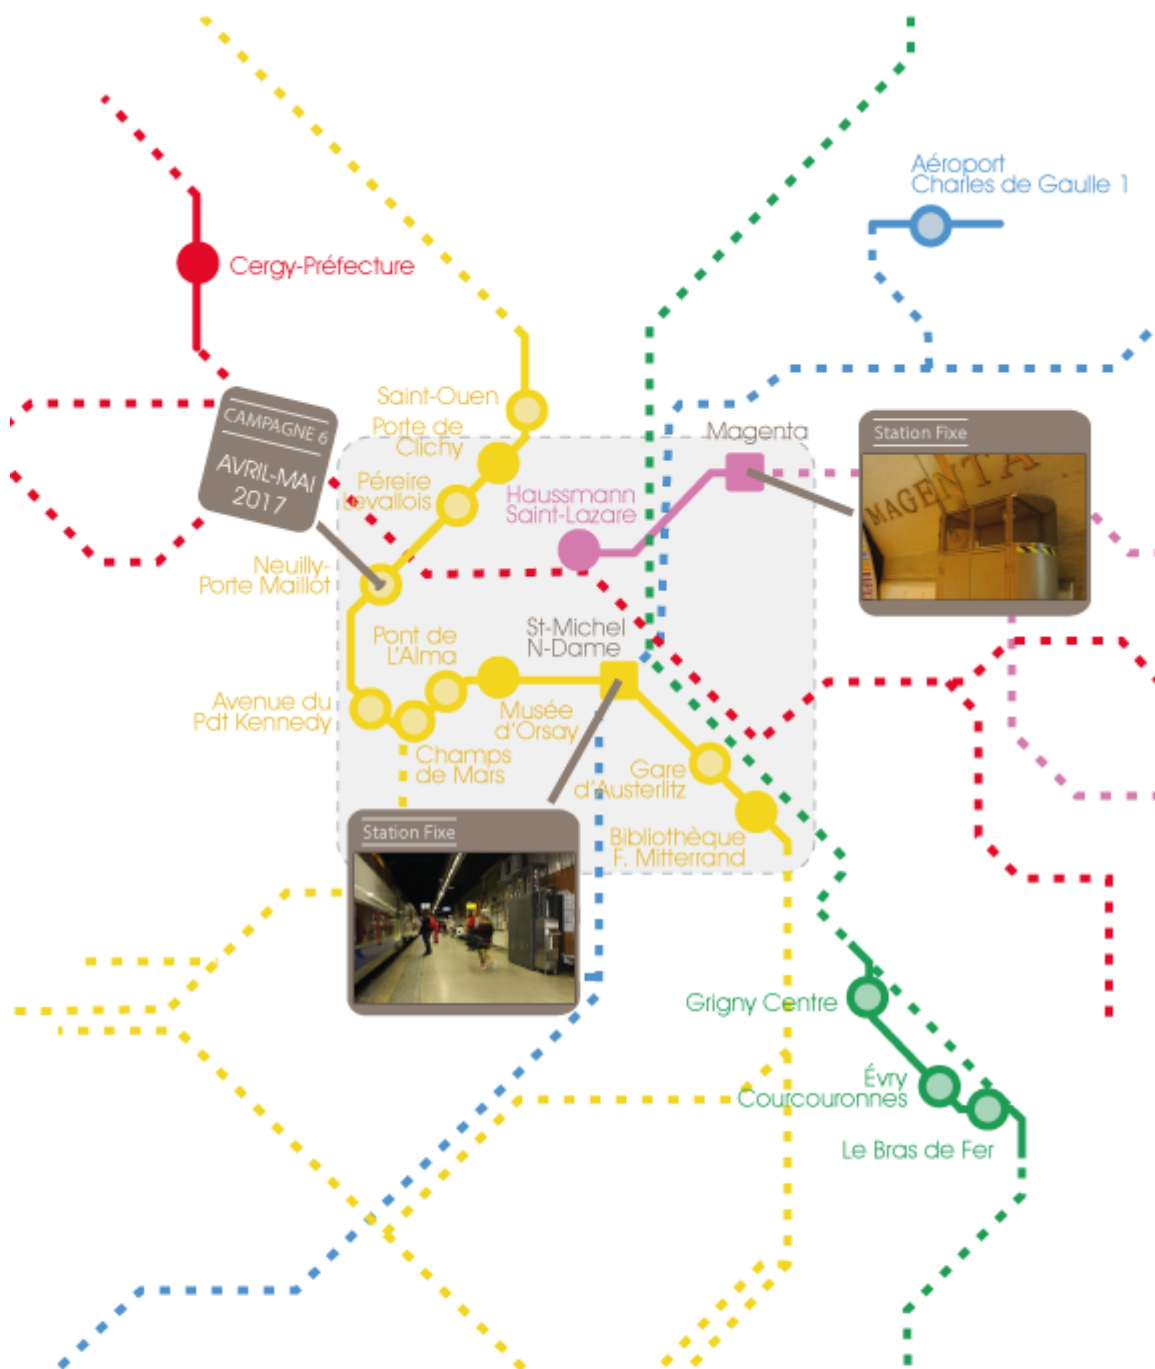 Aéroport
Charles de Gaulle 1
Cergy-Préfecture
Saint-Ouen
Porte de
Clichy
Magenta
Station Fixe
MAGENTA
CAMPAGNE 6
AVRIL-MAI
2017
Péreire
Levallois
Haussmann
Saint-Lazare
Neuilly-
Porte Maillot
Pont de
L'Alma
St-Michel
N-Dame
Avenue du
Pdt Kennedy
Musée
d'Orsay
Champs
de Mars
Gare
d'Austerlitz
Station Fixe
Bibliothèque
F. Mitterrand
Grigny Centre
Évry
Courcouronnes
Le Bras de Fer